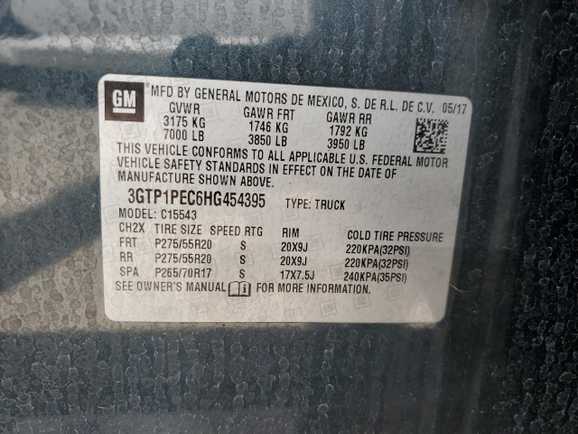 GM
MFD BY GENERAL MOTORS DE MEXICO, S. DE R.L. DE C.V. 05/17
GVWR GAWR FRT GAWR RR
3175 KG 1746 KG 1792 KG
7000 LB 3850 LB 3950 LB
THIS VEHICLE CONFORMS TO ALL APPLICABLE U.S. FEDERAL MOTOR
VEHICLE SAFETY STANDARDS IN EFFECT ON THE DATE OF
MANUFACTURE SHOWN ABOVE.
3GTP1PEC6HG454395 TYPE: TRUCK
MODEL: C15543
CH2X TIRE SIZE SPEED RTG RIM COLD TIRE PRESSURE
FRT P275/55R20 S 20X9J 220KPA(32PSI)
RR P275/55R20 S 20X9J 220KPA(32PSI)
SPA P265/70R17 S 17X7.5J 240KPA(35PSI)
SEE OWNER'S MANUAL FOR MORE INFORMATION.